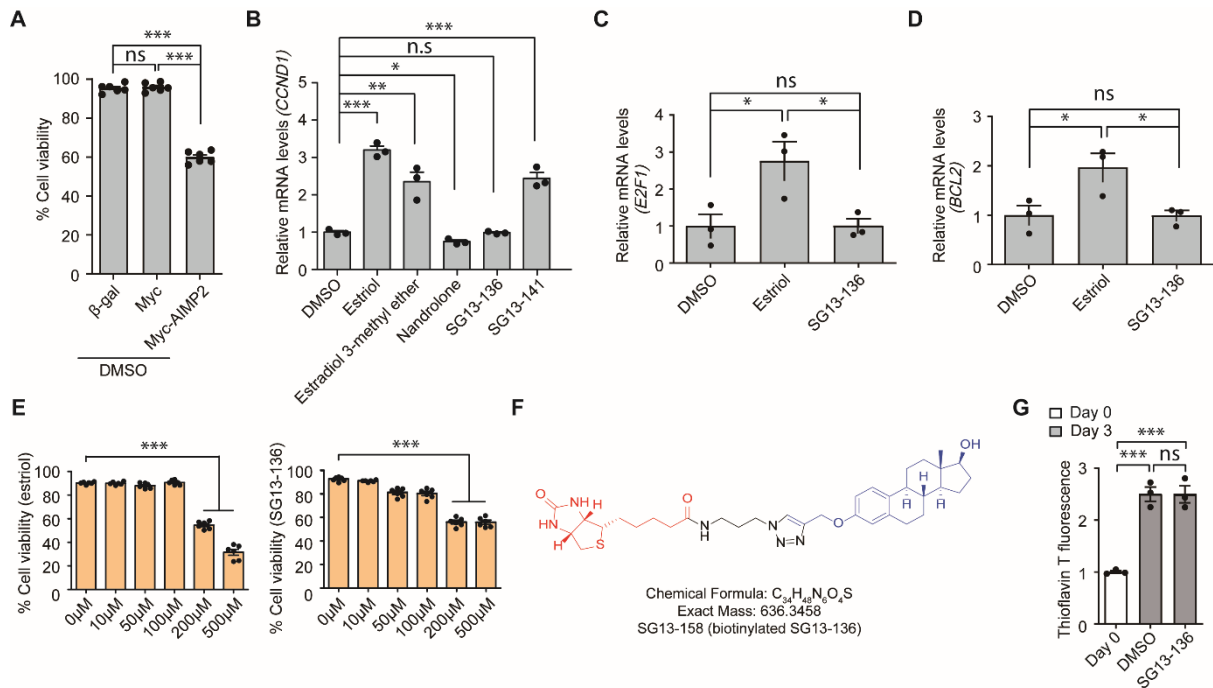 A
% Cell viability
***
ns
***
100
80
60
40
20
0
β-gal
Myc
Myc-AIMP2
DMSO
B
Relative mRNA levels (CCND1)
***
n.s
*
**
***
5
4
3
2
1
0
DMSO
Estriol
Estradiol 3-methyl ether
Nandrolone
SG13-136
SG13-141
C
Relative mRNA levels
(E2F1)
ns
*
*
4
3
2
1
0
DMSO
Estriol
SG13-136
D
Relative mRNA levels
(BCL2)
ns
*
*
3
2
1
0
DMSO
Estriol
SG13-136
E
% Cell viability (estriol)
***
100
80
60
40
20
0
0μM
10μM
50μM
100μM
200μM
500μM
% Cell viability (SG13-136)
***
100
80
60
40
20
0
0μM
10μM
50μM
100μM
200μM
500μM
F
O
HN
NH
H
H
S
O
N
H
N
N=N
O
H
H
H
OH
Chemical Formula: C34H48N6O4S
Exact Mass: 636.3458
SG13-158 (biotinylated SG13-136)
G
Day 0
Day 3
***
***
ns
Thioflavin T fluorescence
3
2
1
0
Day 0
DMSO
SG13-136